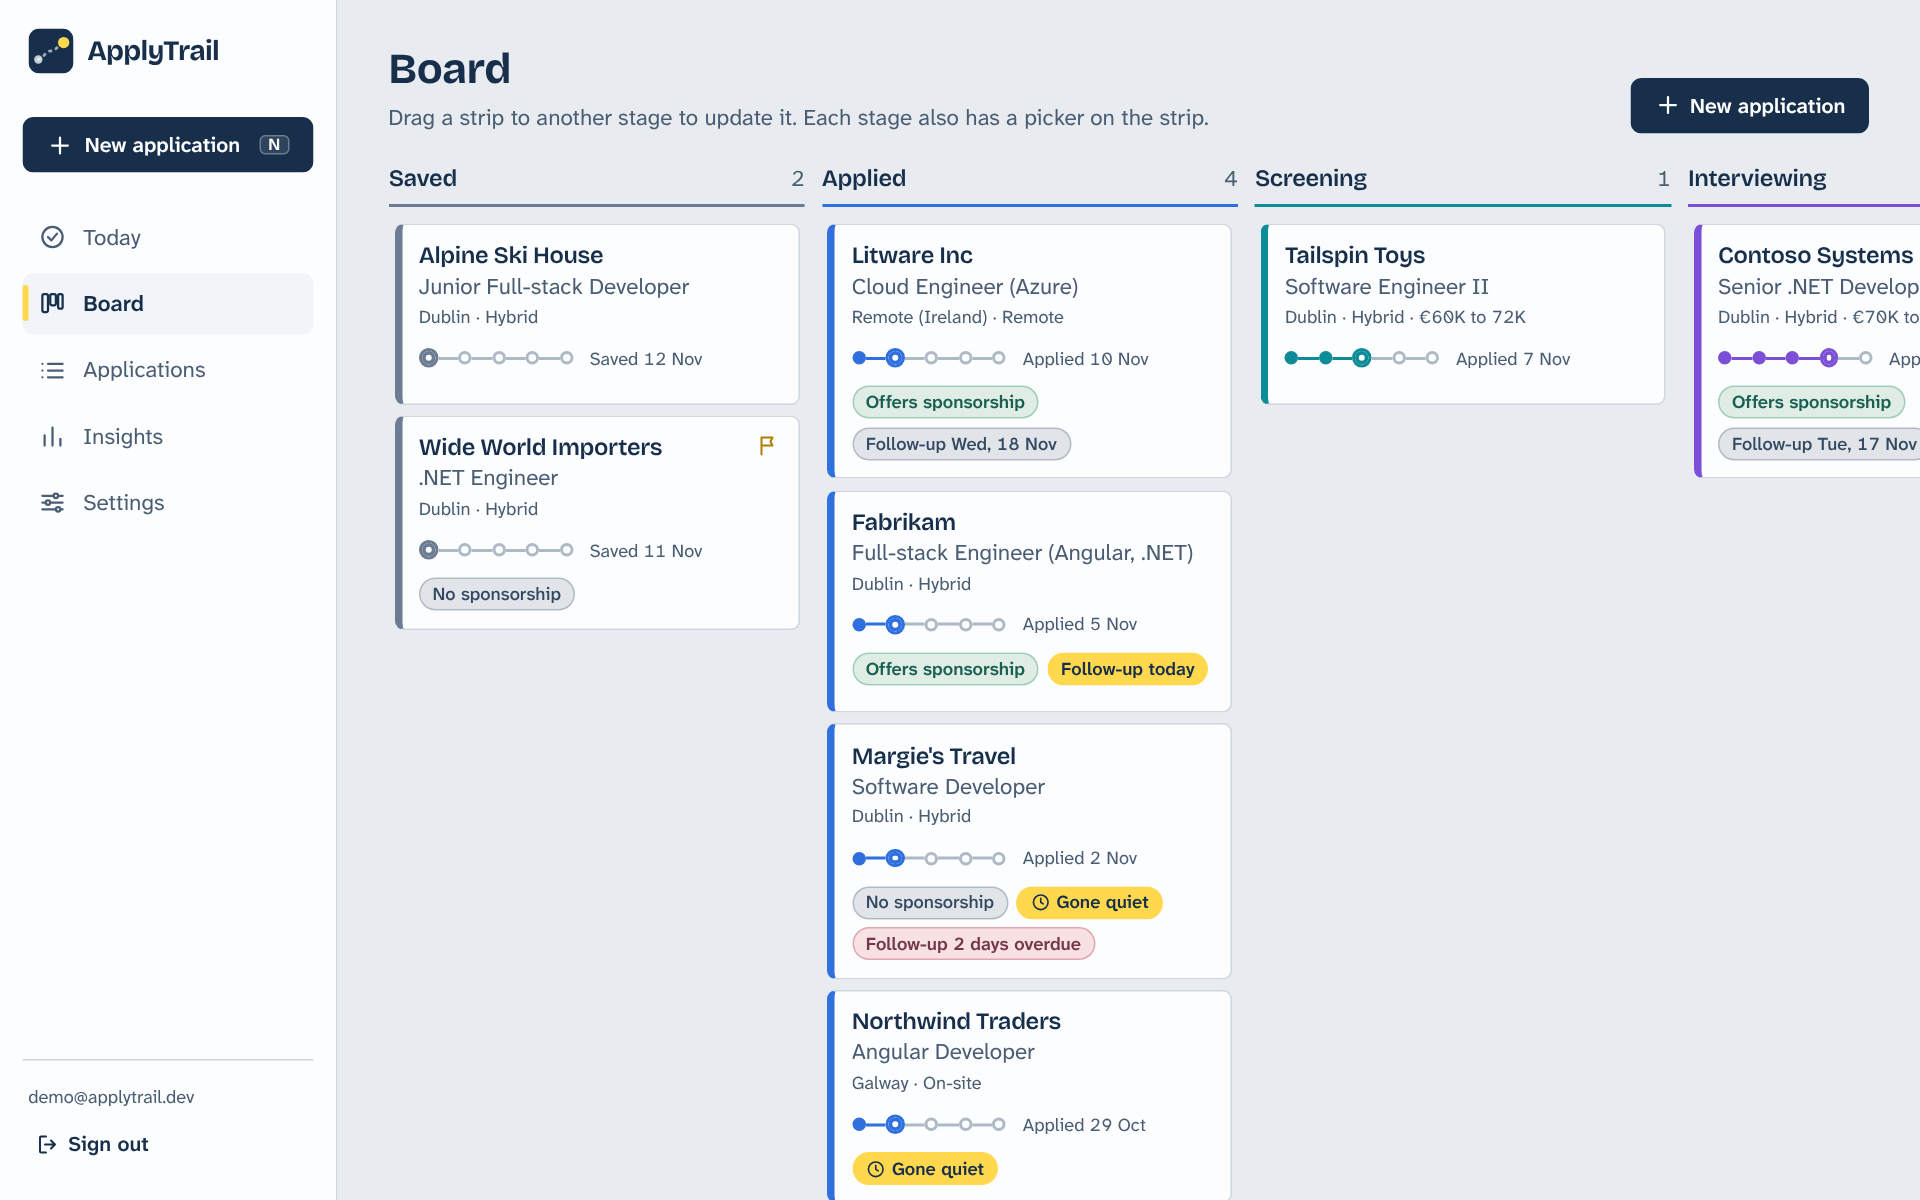 ApplyTrail
New application N
Today
Board
Applications
Insights
Settings
demo@applytrail.dev
Sign out
Board
Drag a strip to another stage to update it. Each stage also has a picker on the strip.
New application
Saved 2
Alpine Ski House
Junior Full-stack Developer
Dublin · Hybrid
Saved 12 Nov
Wide World Importers
.NET Engineer
Dublin · Hybrid
Saved 11 Nov
No sponsorship
Applied 4
Litware Inc
Cloud Engineer (Azure)
Remote (Ireland) · Remote
Applied 10 Nov
Offers sponsorship
Follow-up Wed, 18 Nov
Fabrikam
Full-stack Engineer (Angular, .NET)
Dublin · Hybrid
Applied 5 Nov
Offers sponsorship Follow-up today
Margie's Travel
Software Developer
Dublin · Hybrid
Applied 2 Nov
No sponsorship Gone quiet
Follow-up 2 days overdue
Northwind Traders
Angular Developer
Galway · On-site
Applied 29 Oct
Gone quiet
Screening 1
Tailspin Toys
Software Engineer II
Dublin · Hybrid · €60K to 72K
Applied 7 Nov
Interviewing
Contoso Systems
Senior .NET Develop
Dublin · Hybrid · €70K to
App
Offers sponsorship
Follow-up Tue, 17 Nov